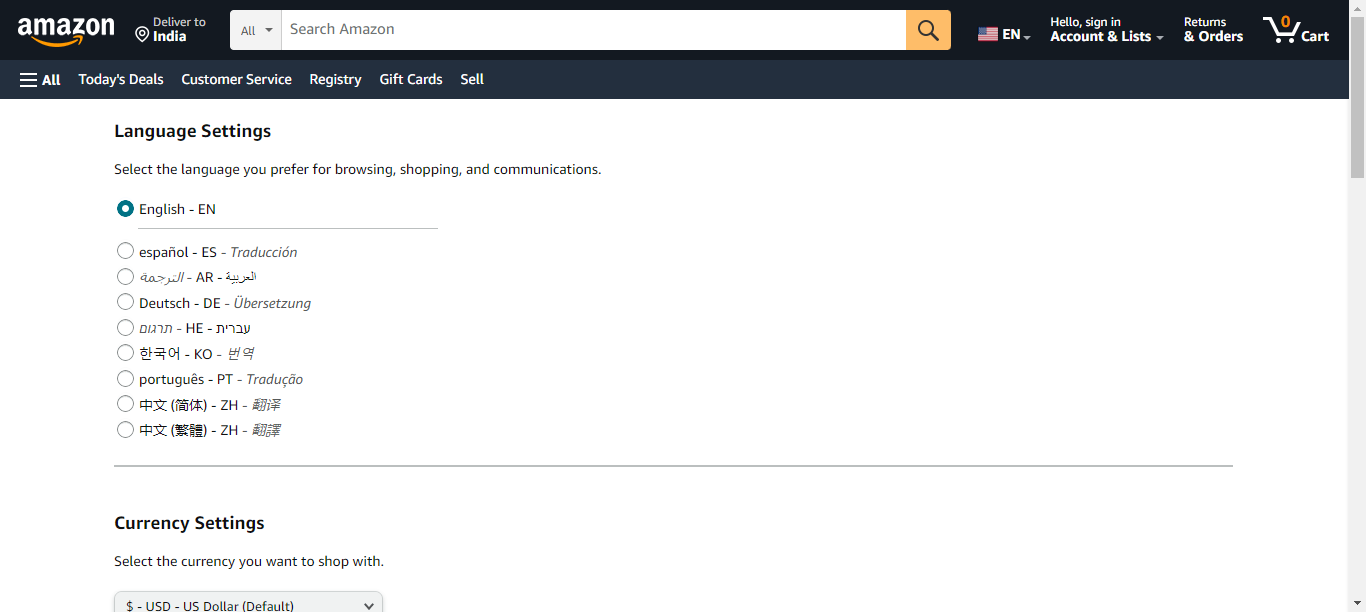 amazon
Deliver to
India
All
Search Amazon
EN
Hello, sign in
Account & Lists
Returns
& Orders
0
Cart
All Today's Deals Customer Service Registry Gift Cards Sell
Language Settings
Select the language you prefer for browsing, shopping, and communications.
English - EN
español - ES - Traducción
العربية - AR - الترجمة
Deutsch - DE - Übersetzung
עברית - HE - תרגום
한국어 - KO - 번역
português - PT - Tradução
中文 (简体) - ZH - 翻译
中文 (繁體) - ZH - 翻譯
Currency Settings
Select the currency you want to shop with.
$ - USD - US Dollar (Default)